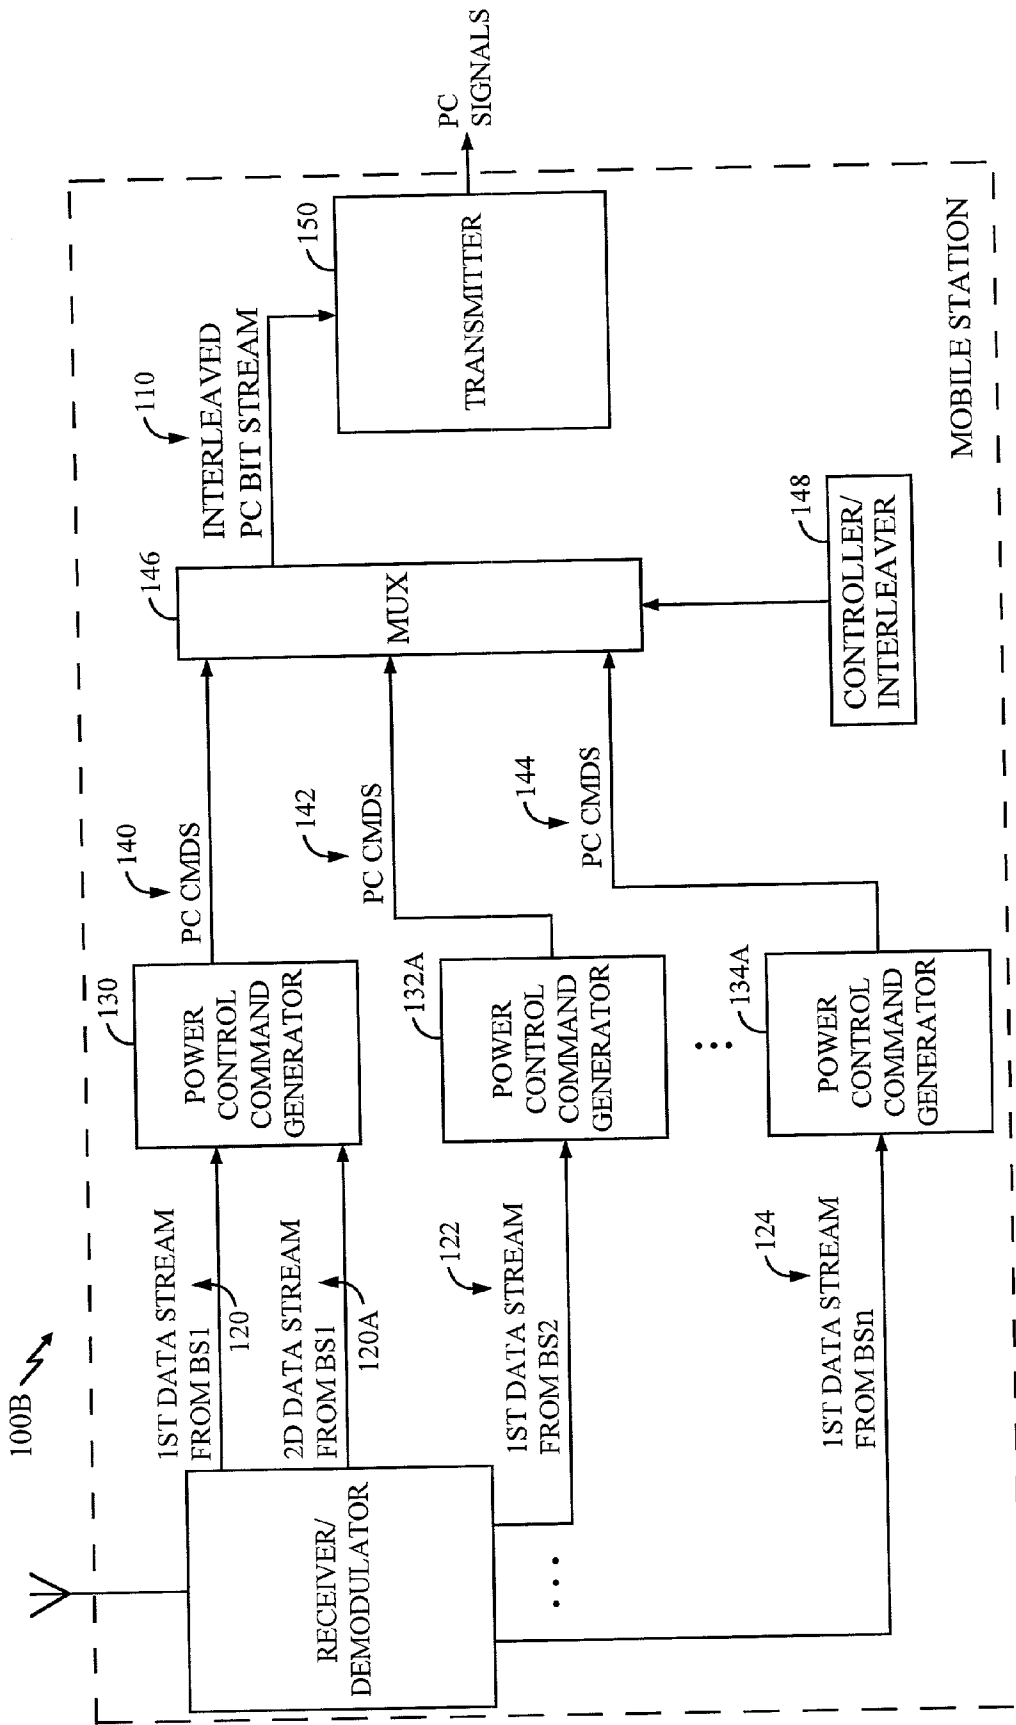 100B
RECEIVER/
DEMODULATOR
1ST DATA STREAM
FROM BS1
120
2D DATA STREAM
FROM BS1
120A
122
1ST DATA STREAM
FROM BS2
124
1ST DATA STREAM
FROM BSn
130
POWER
CONTROL
COMMAND
GENERATOR
132A
POWER
CONTROL
COMMAND
GENERATOR
134A
POWER
CONTROL
COMMAND
GENERATOR
140
PC CMDS
142
PC CMDS
144
PC CMDS
146
MUX
148
CONTROLLER/
INTERLEAVER
110
INTERLEAVED
PC BIT STREAM
150
TRANSMITTER
PC
SIGNALS
MOBILE STATION